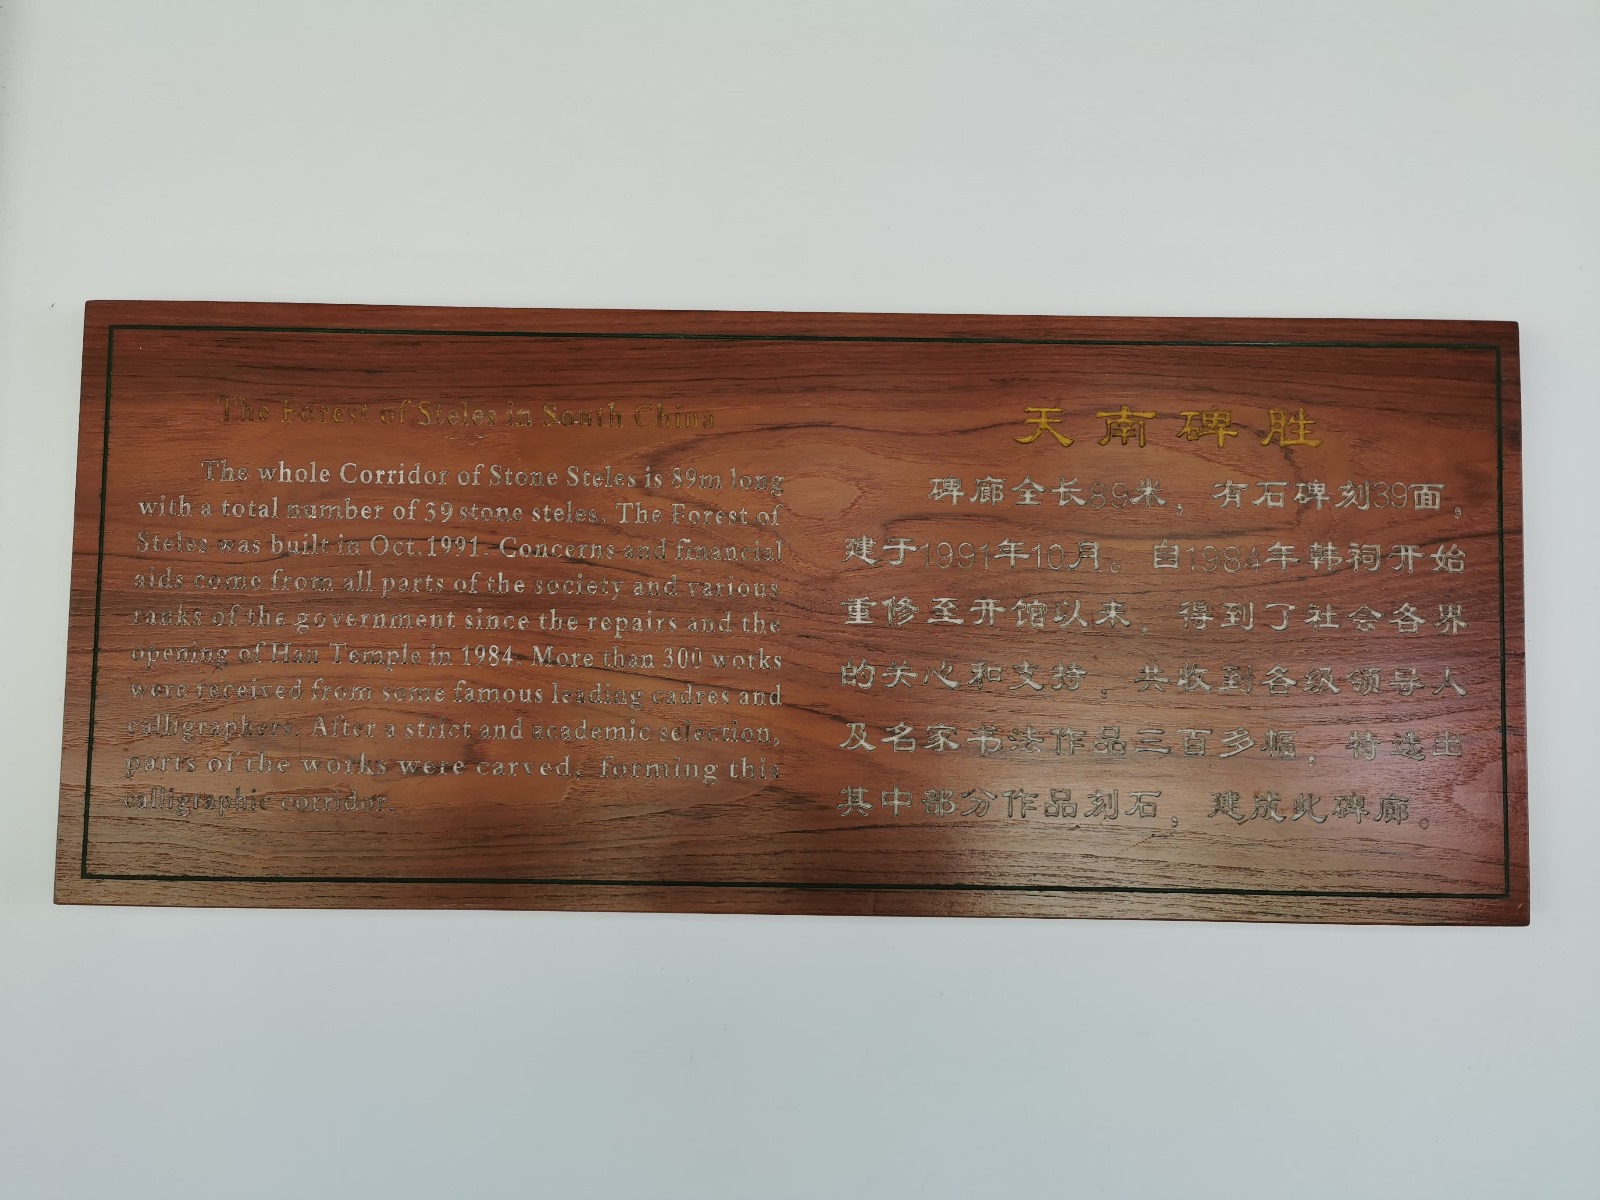 The Forest of Steles in South China
The whole Corridor of Stone Steles is 89m long
with a total number of 39 stone steles. The Forest of
Steles was built in Oct.1991. Concerns and financial
aids come from all parts of the society and various
ranks of the government since the repairs and the
opening of Han Temple in 1984. More than 300 works
were received from some famous leading cadres and
calligraphers. After a strict and academic selection,
parts of the works were carved, forming this
calligraphic corridor.
天南碑胜
碑廊全长89米，有石碑刻39面，
建于1991年10月。自1984年韩祠开始
重修至开馆以来，得到了社会各界
的关心和支持，共收到各级领导人
及名家书法作品三百多幅，特选出
其中部分作品刻石，建成此碑廊。